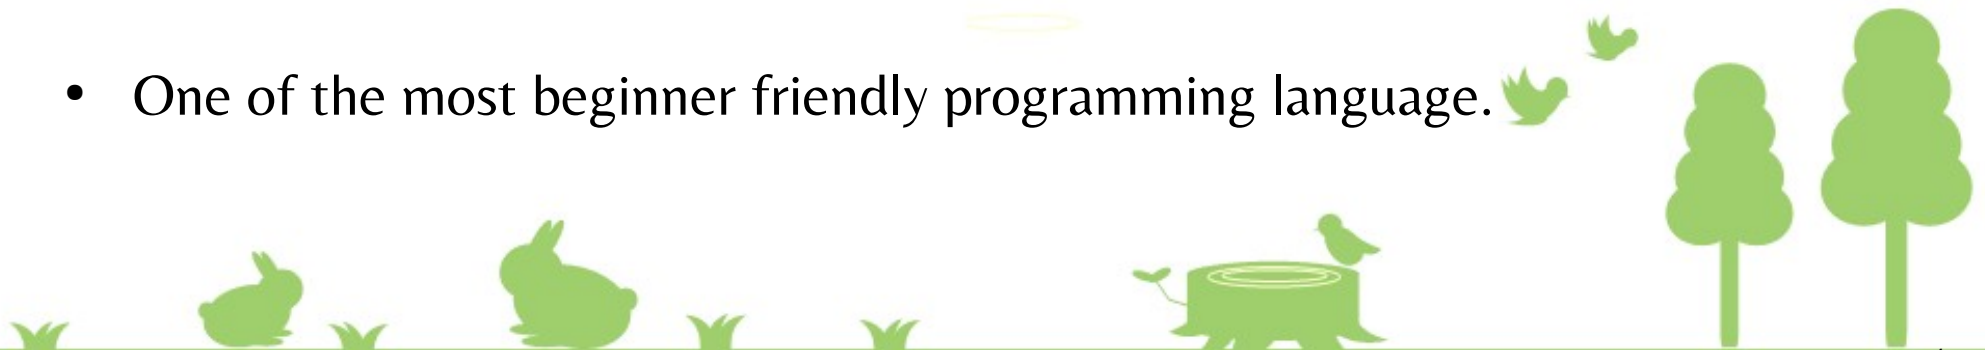 • One of the most beginner friendly programming language.